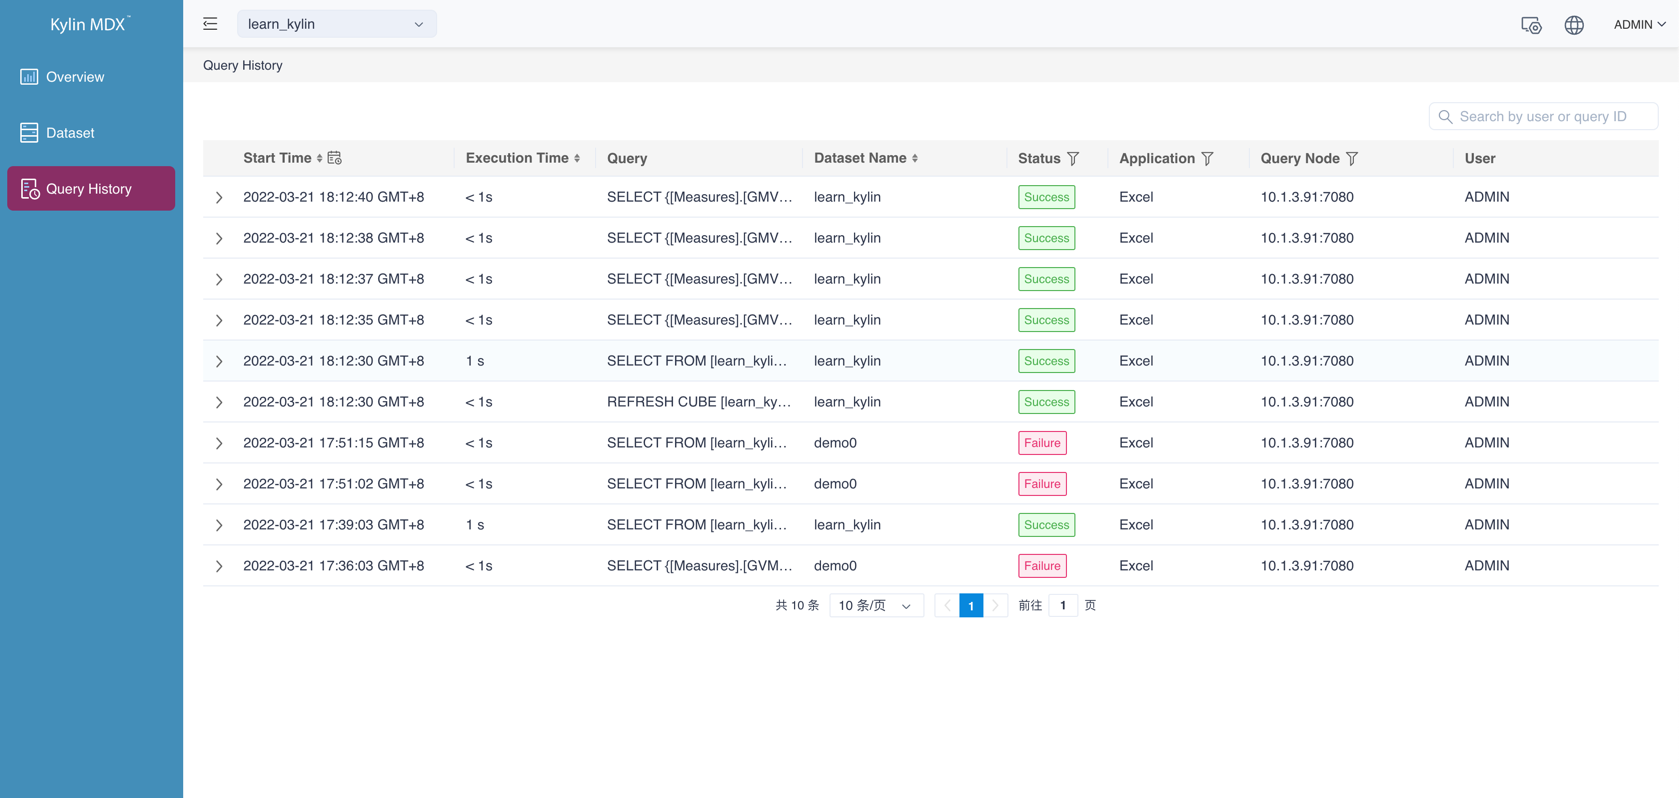 Kylin MDX™
learn_kylin
ADMIN
Overview
Dataset
Query History
Query History
Search by user or query ID
Start Time Execution Time Query Dataset Name Status Application Query Node User
2022-03-21 18:12:40 GMT+8 < 1s SELECT {[Measures].[GMV... learn_kylin Success Excel 10.1.3.91:7080 ADMIN
2022-03-21 18:12:38 GMT+8 < 1s SELECT {[Measures].[GMV... learn_kylin Success Excel 10.1.3.91:7080 ADMIN
2022-03-21 18:12:37 GMT+8 < 1s SELECT {[Measures].[GMV... learn_kylin Success Excel 10.1.3.91:7080 ADMIN
2022-03-21 18:12:35 GMT+8 < 1s SELECT {[Measures].[GMV... learn_kylin Success Excel 10.1.3.91:7080 ADMIN
2022-03-21 18:12:30 GMT+8 1 s SELECT FROM [learn_kyli... learn_kylin Success Excel 10.1.3.91:7080 ADMIN
2022-03-21 18:12:30 GMT+8 < 1s REFRESH CUBE [learn_ky... learn_kylin Success Excel 10.1.3.91:7080 ADMIN
2022-03-21 17:51:15 GMT+8 < 1s SELECT FROM [learn_kyli... demo0 Failure Excel 10.1.3.91:7080 ADMIN
2022-03-21 17:51:02 GMT+8 < 1s SELECT FROM [learn_kyli... demo0 Failure Excel 10.1.3.91:7080 ADMIN
2022-03-21 17:39:03 GMT+8 1 s SELECT FROM [learn_kyli... learn_kylin Success Excel 10.1.3.91:7080 ADMIN
2022-03-21 17:36:03 GMT+8 < 1s SELECT {[Measures].[GVM... demo0 Failure Excel 10.1.3.91:7080 ADMIN
共 10 条 10 条/页 1 前往 1 页